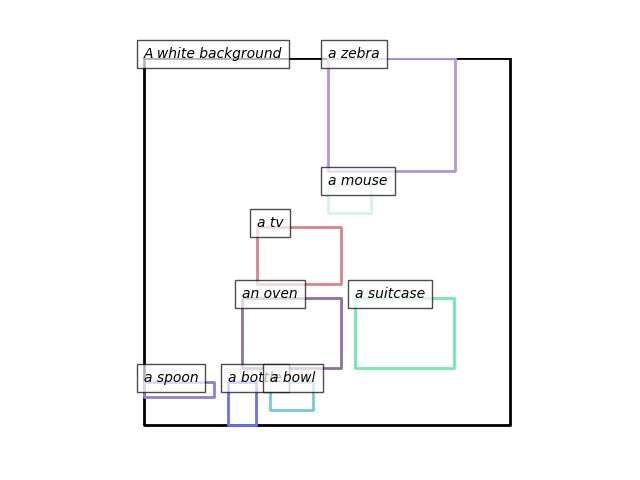 A white background
a zebra
a mouse
a tv
an oven
a suitcase
a spoon
a bottle
a bowl